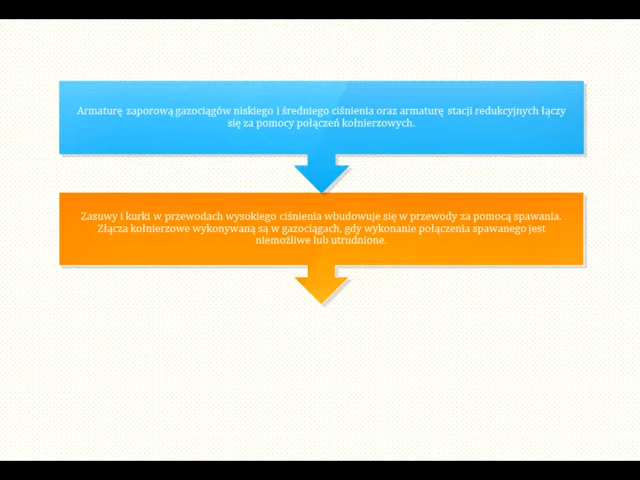 Armaturę zaporową gazociągów niskiego i średniego ciśnienia oraz armaturę stacji redukcyjnych łączy
się za pomocy połączeń kołnierzowych.
Zasuwy i kurki w przewodach wysokiego ciśnienia wbudowuje się w przewody za pomocą spawania.
Złącza kołnierzowe wykonywaną są w gazociągach, gdy wykonanie połączenia spawanego jest
niemożliwe lub utrudnione.